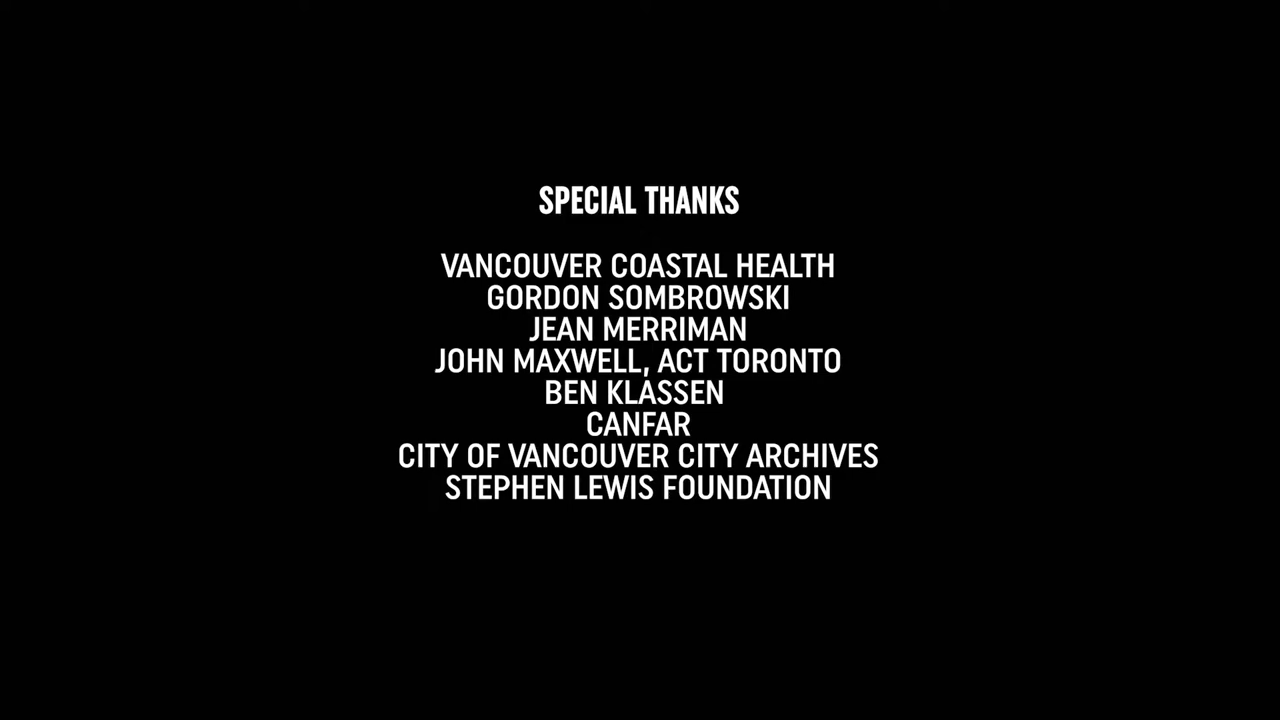 SPECIAL THANKS
VANCOUVER COASTAL HEALTH
GORDON SOMBROWSKI
JEAN MERRIMAN
JOHN MAXWELL, ACT TORONTO
BEN KLASSEN
CANFAR
CITY OF VANCOUVER CITY ARCHIVES
STEPHEN LEWIS FOUNDATION